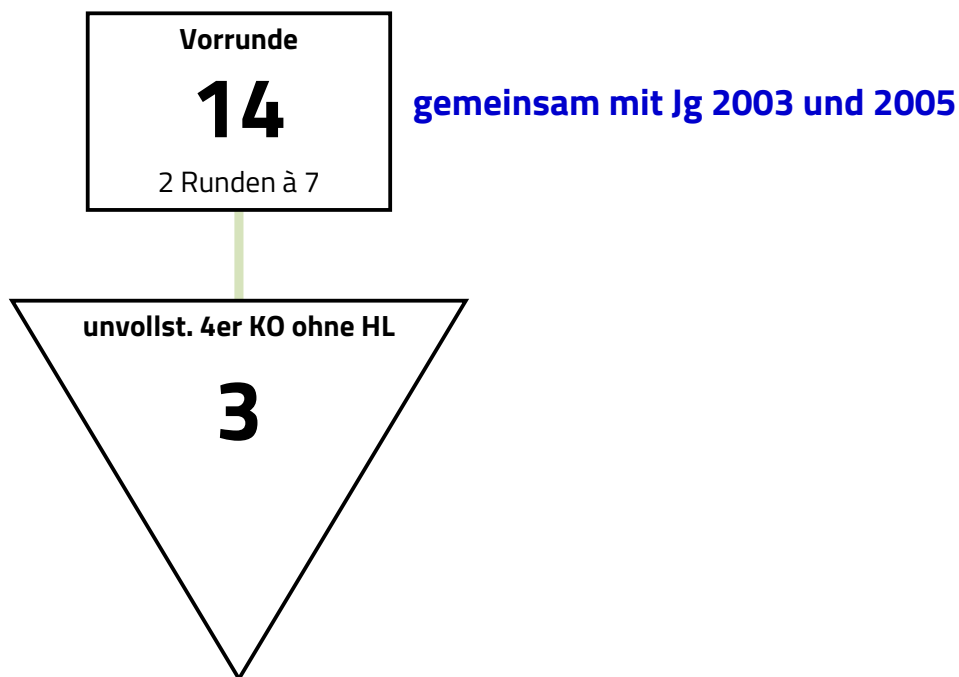 Vorrunde
14
gemeinsam mit Jg 2003 und 2005
2 Runden à 7
unvollst. 4er KO ohne HL
3